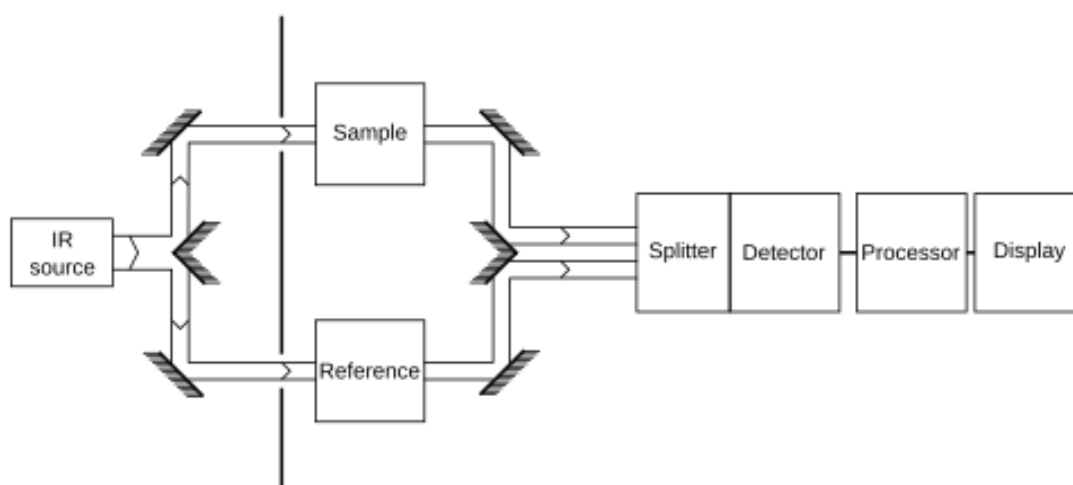 Sample
IR
source
Splitter
Detector
Processor
Display
Reference